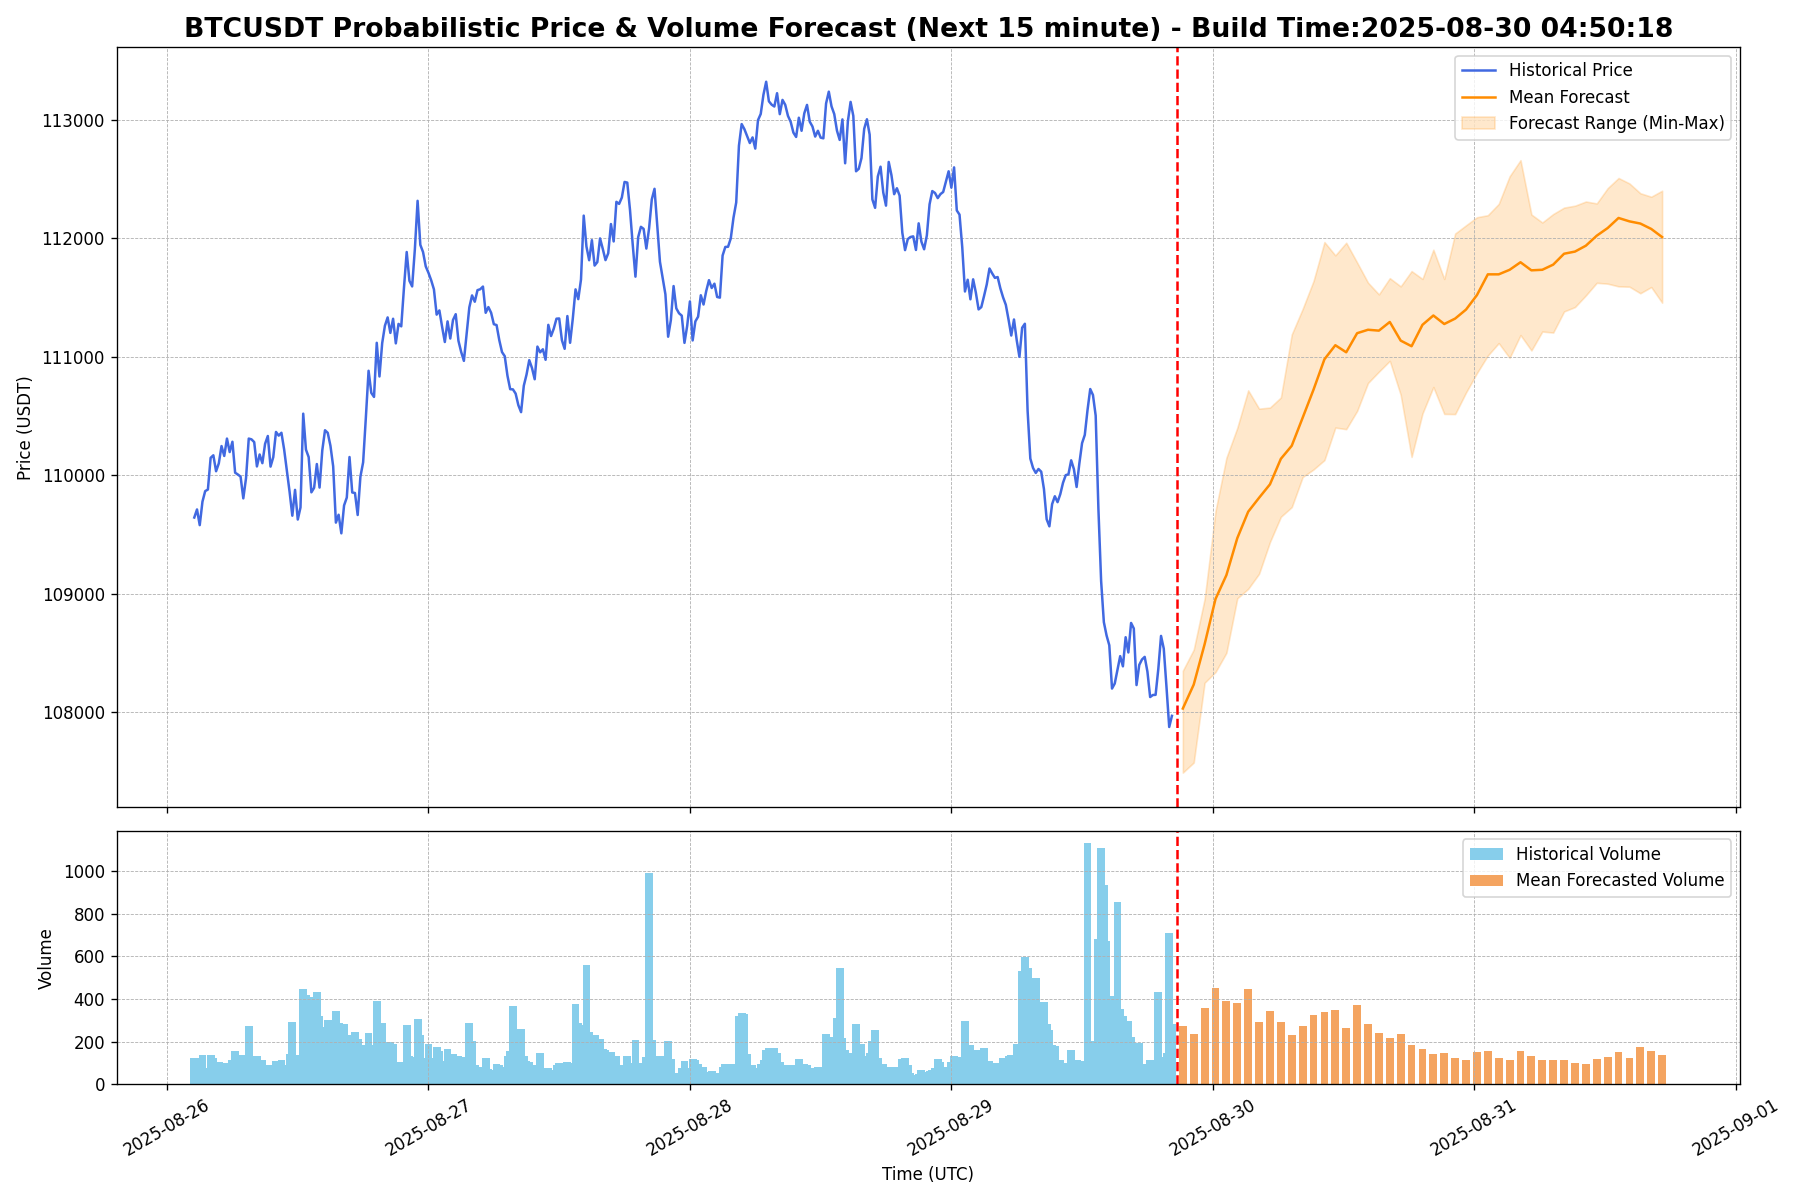 BTCUSDT Probabilistic Price & Volume Forecast (Next 15 minute) - Build Time:2025-08-30 04:50:18
Historical Price
Mean Forecast
Forecast Range (Min-Max)
113000
112000
111000
110000
109000
108000
Price (USDT)
Historical Volume
Mean Forecasted Volume
1000
800
600
400
200
0
Volume
2025-08-26
2025-08-27
2025-08-28
2025-08-29
2025-08-30
2025-08-31
2025-09-01
Time (UTC)